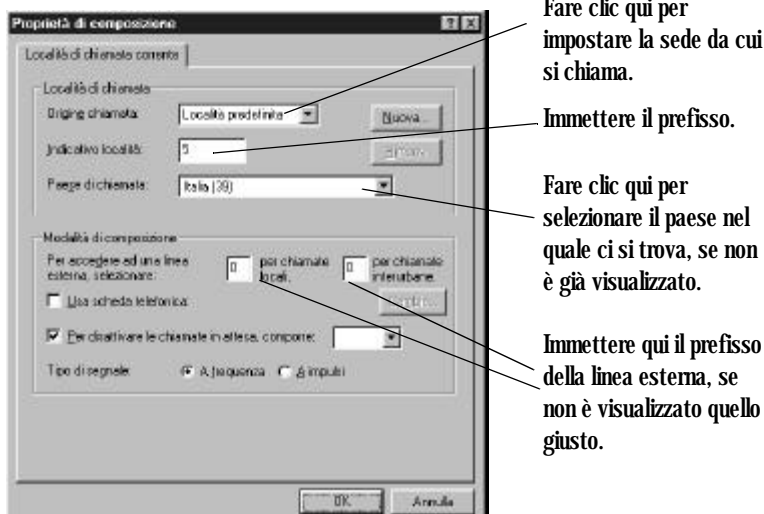 Proprietà di composizione
Località di chiamata corrente
Località di chiamata
Origine chiamata: Località predefinita
Nuova...
Indicativo località: 5
Paese di chiamata: Italia (39)
Modalità di composizione
Per accedere ad una linea esterna, selezionare:
0 per chiamate locali.
0 per chiamate interurbane.
Usa scheda telefonica:
Per disattivare le chiamate in attesa, comporre:
Tipo di segnale: A frequenza A impulsi
OK
Annulla
Fare clic qui per
impostare la sede da cui
si chiama.
Immettere il prefisso.
Fare clic qui per
selezionare il paese nel
quale ci si trova, se non
è già visualizzato.
Immettere qui il prefisso
della linea esterna, se
non è visualizzato quello
giusto.